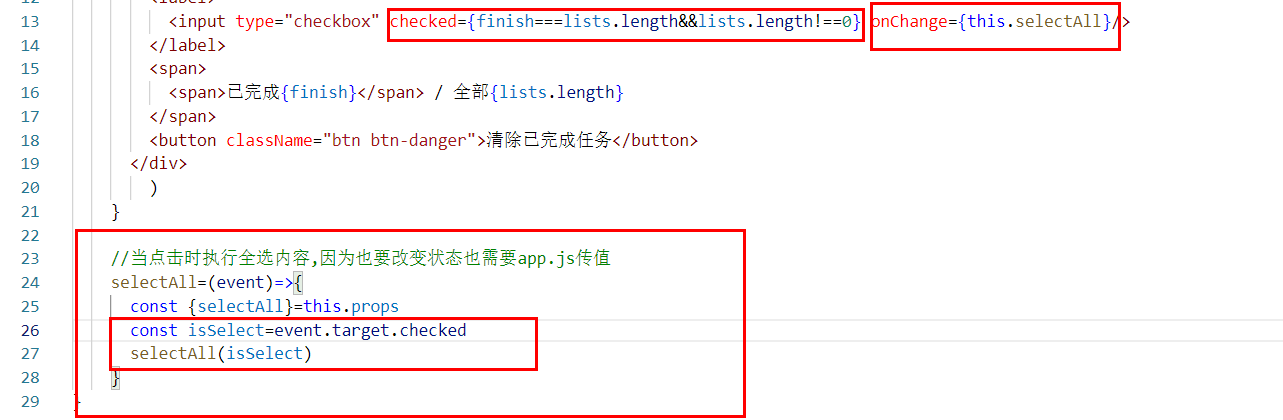 12 <label>
13 <input type="checkbox" checked={finish===lists.length&&lists.length!==0} onChange={this.selectAll}/>
14 </label>
15 <span>
16 <span>已完成{finish}</span> / 全部{lists.length}
17 </span>
18 <button className="btn btn-danger">清除已完成任务</button>
19 </div>
20 )
21 }
22
23 //当点击时执行全选内容,因为也要改变状态也需要app.js传值
24 selectAll=(event)=>{
25 const {selectAll}=this.props
26 const isSelect=event.target.checked
27 selectAll(isSelect)
28 }
29 }